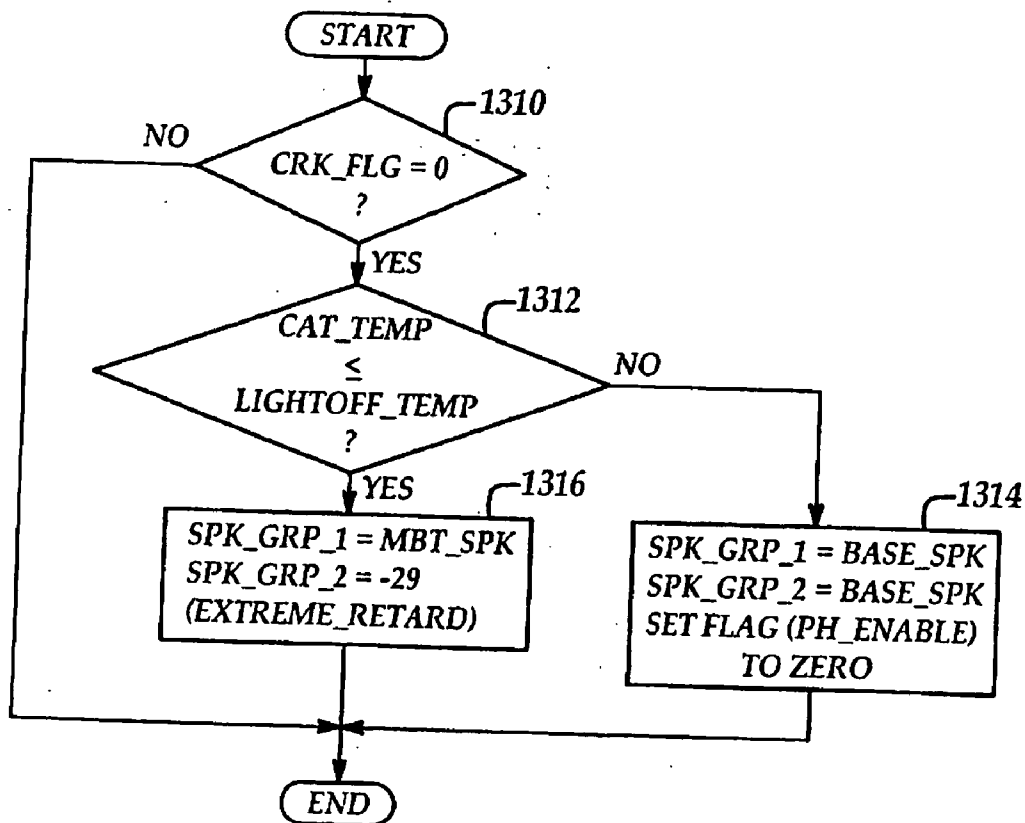 START
1310
NO
CRK_FLG = 0
?
YES
1312
CAT_TEMP
≤
LIGHTOFF_TEMP
?
NO
YES
1316
SPK_GRP_1 = MBT_SPK
SPK_GRP_2 = -29
(EXTREME_RETARD)
1314
SPK_GRP_1 = BASE_SPK
SPK_GRP_2 = BASE_SPK
SET FLAG (PH_ENABLE)
TO ZERO
END